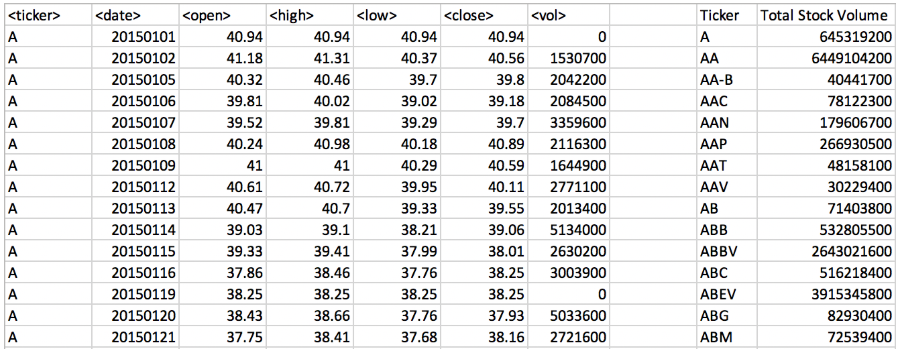 <ticker> <date> <open> <high> <low> <close> <vol> Ticker Total Stock Volume
A 20150101 40.94 40.94 40.94 40.94 0 A 645319200
A 20150102 41.18 41.31 40.37 40.56 1530700 AA 6449104200
A 20150105 40.32 40.46 39.7 39.8 2042200 AA-B 40441700
A 20150106 39.81 40.02 39.02 39.18 2084500 AAC 78122300
A 20150107 39.52 39.81 39.29 39.7 3359600 AAN 179606700
A 20150108 40.24 40.98 40.18 40.89 2116300 AAP 266930500
A 20150109 41 41 40.29 40.59 1644900 AAT 48158100
A 20150112 40.61 40.72 39.95 40.11 2771100 AAV 30229400
A 20150113 40.47 40.7 39.33 39.55 2013400 AB 71403800
A 20150114 39.03 39.1 38.21 39.06 5134000 ABB 532805500
A 20150115 39.33 39.41 37.99 38.01 2630200 ABBV 2643021600
A 20150116 37.86 38.46 37.76 38.25 3003900 ABC 516218400
A 20150119 38.25 38.25 38.25 38.25 0 ABEV 3915345800
A 20150120 38.43 38.66 37.76 37.93 5033600 ABG 82930400
A 20150121 37.75 38.41 37.68 38.16 2721600 ABM 72539400